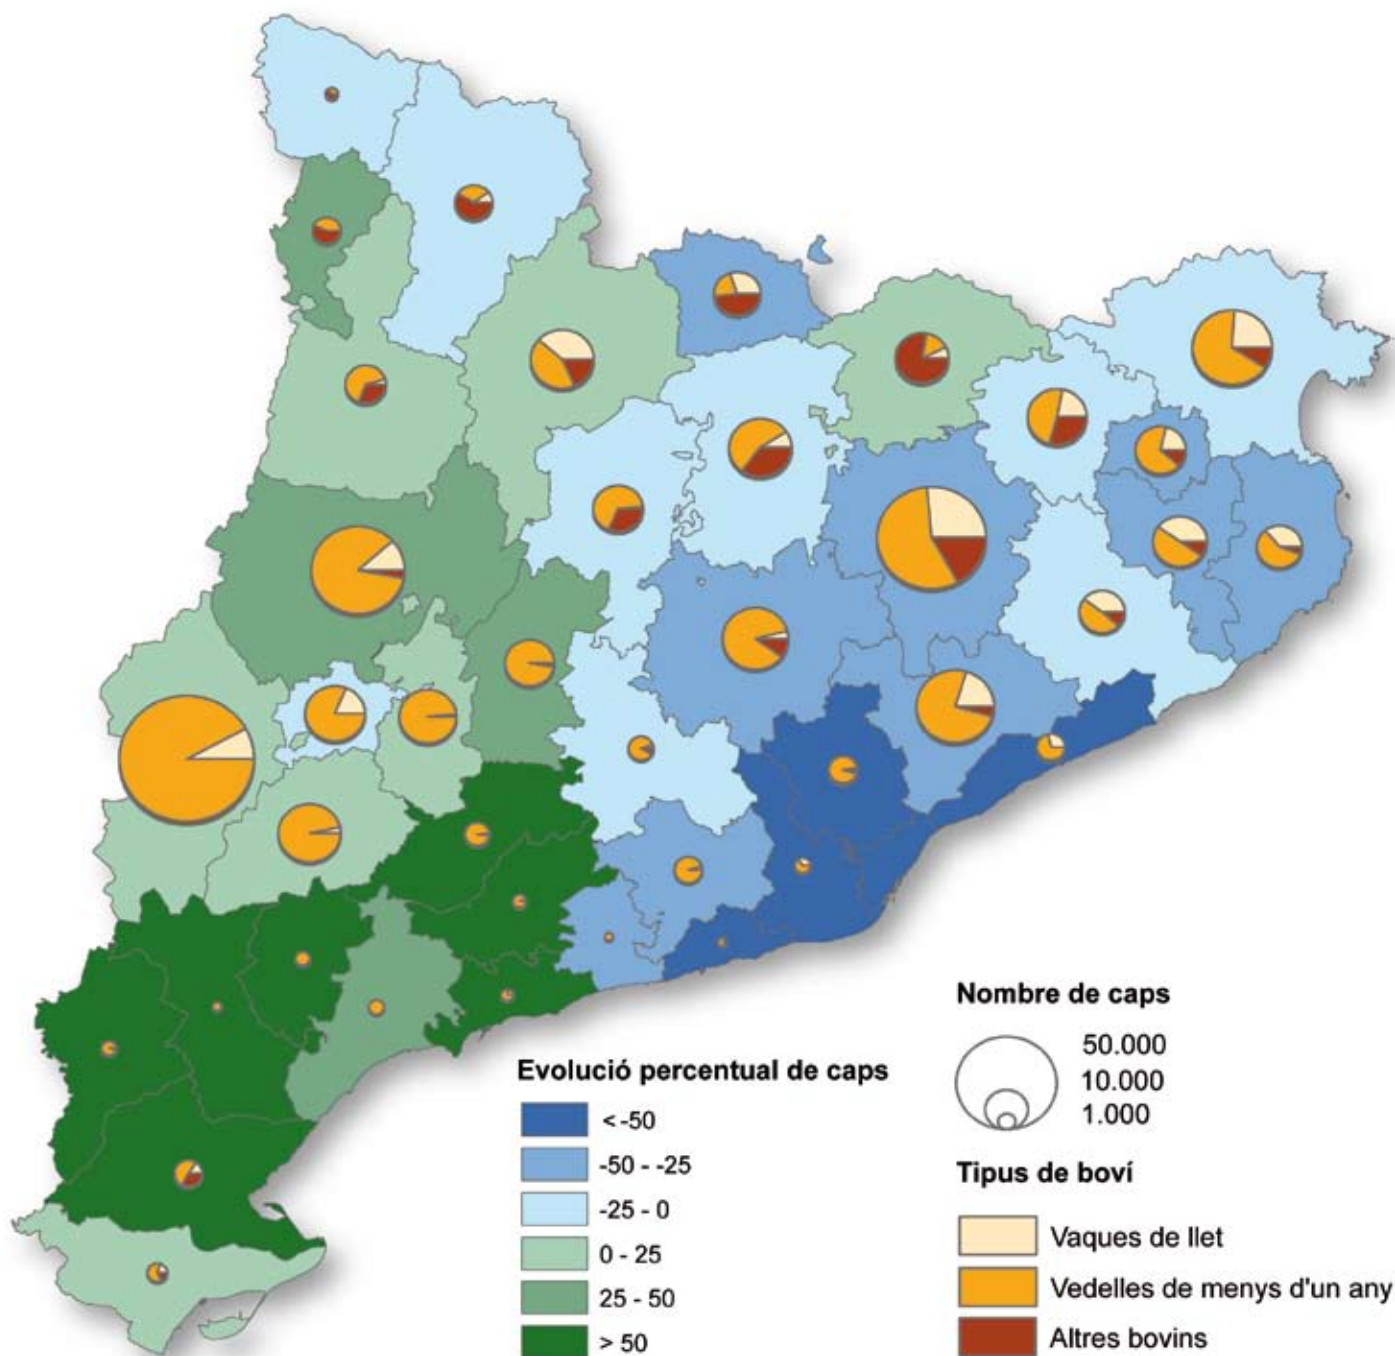 Nombre de caps
50.000
10.000
1.000
Evolució percentual de caps
< -50
-50 - -25
-25 - 0
0 - 25
25 - 50
> 50
Tipus de boví
Vaques de llet
Vedelles de menys d'un any
Altres bovins